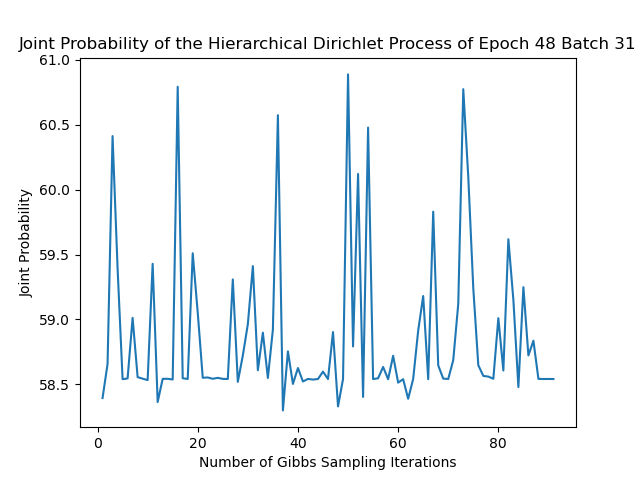 Joint Probability of the Hierarchical Dirichlet Process of Epoch 48 Batch 31
61.0
60.5
60.0
59.5
59.0
58.5
Joint Probability
0 20 40 60 80
Number of Gibbs Sampling Iterations